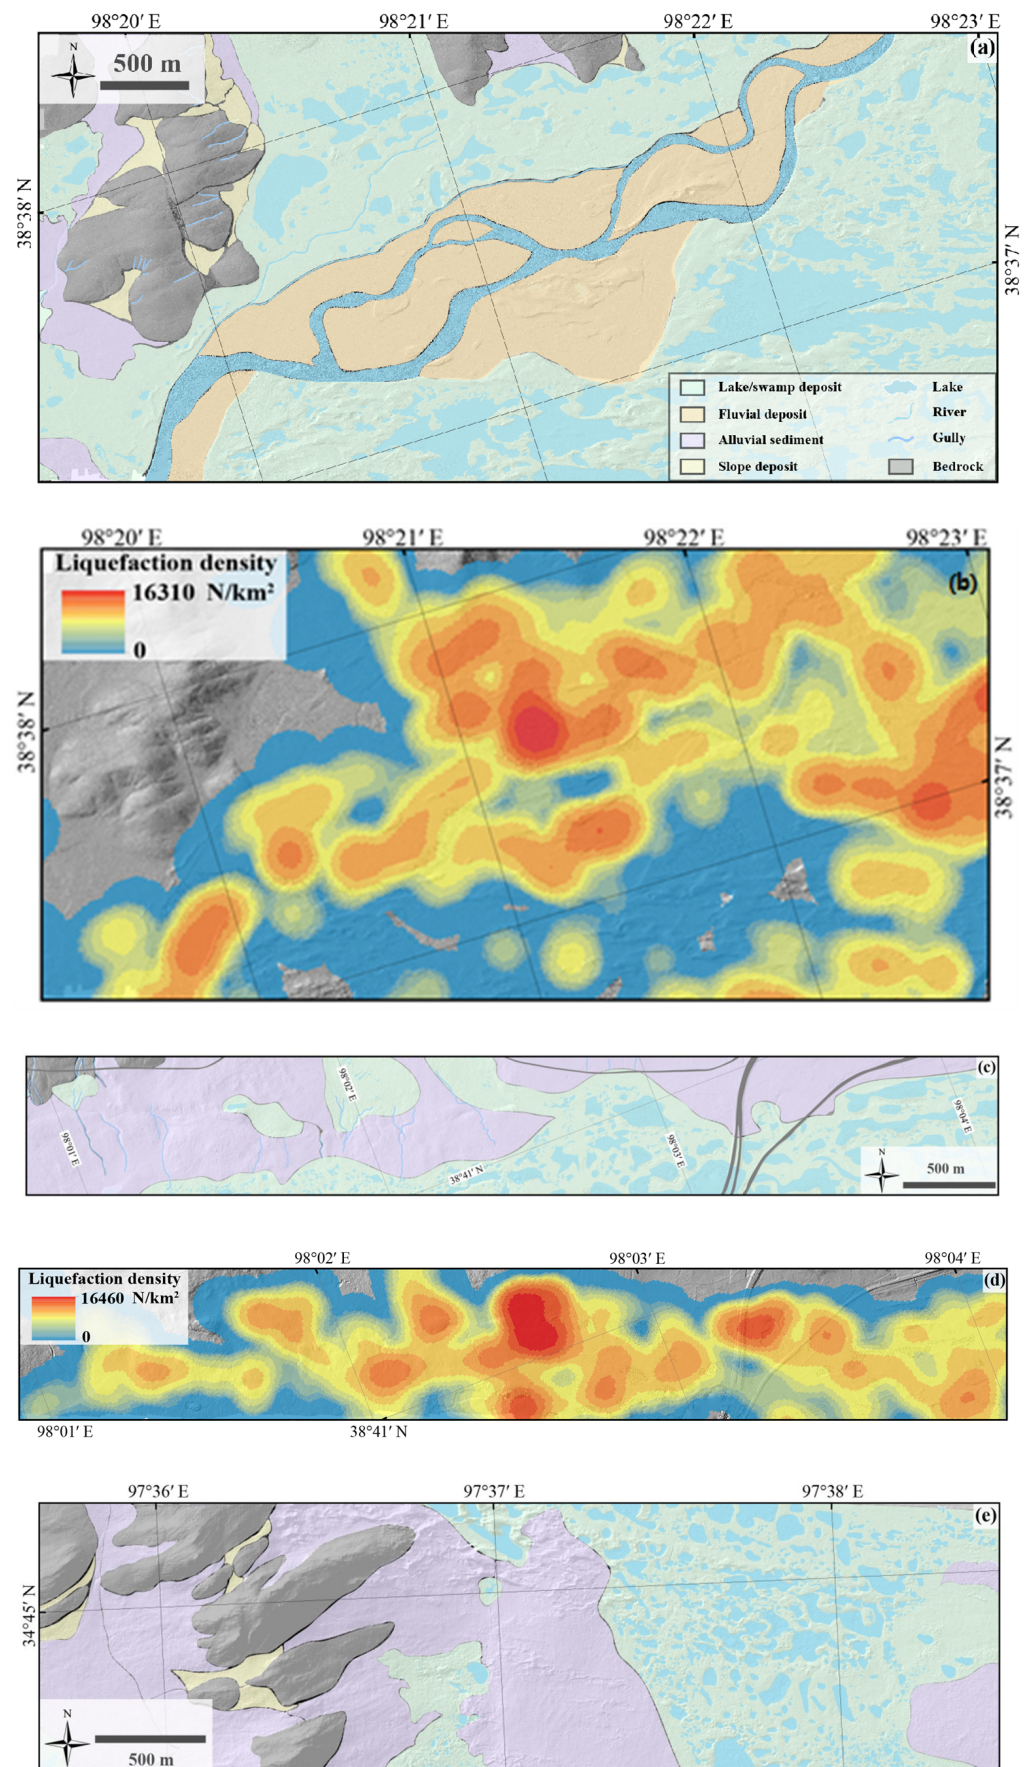 98°20′ E 98°21′ E 98°22′ E 98°23′ E
(a)
N
500 m
38°38′ N
38°37′ N
Lake/swamp deposit Lake
Fluvial deposit River
Alluvial sediment Gully
Slope deposit Bedrock
98°20′ E 98°21′ E 98°22′ E 98°23′ E
Liquefaction density
16310 N/km²
0
(b)
38°38′ N
38°37′ N
(c)
98°02′ E
98°01′ E
98°03′ E
98°04′ E
38°41′ N
N
500 m
98°02′ E 98°03′ E 98°04′ E
Liquefaction density
16460 N/km²
0
(d)
98°01′ E 38°41′ N
97°36′ E 97°37′ E 97°38′ E
(e)
34°45′ N
N
500 m